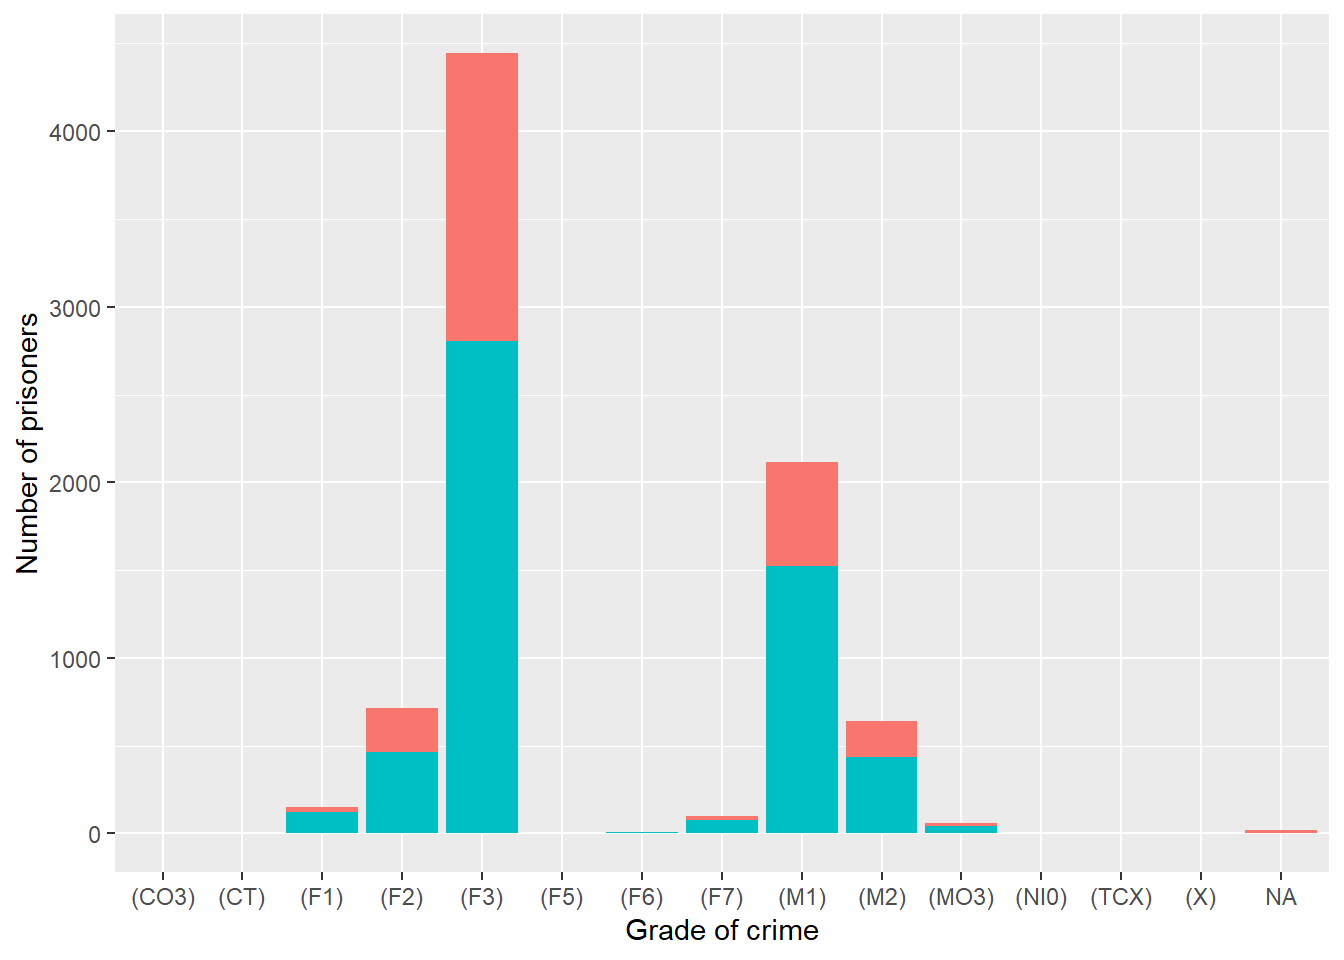 Number of prisoners
4000
3000
2000
1000
0
(CO3) (CT) (F1) (F2) (F3) (F5) (F6) (F7) (M1) (M2) (MO3) (NI0) (TCX) (X) NA
Grade of crime